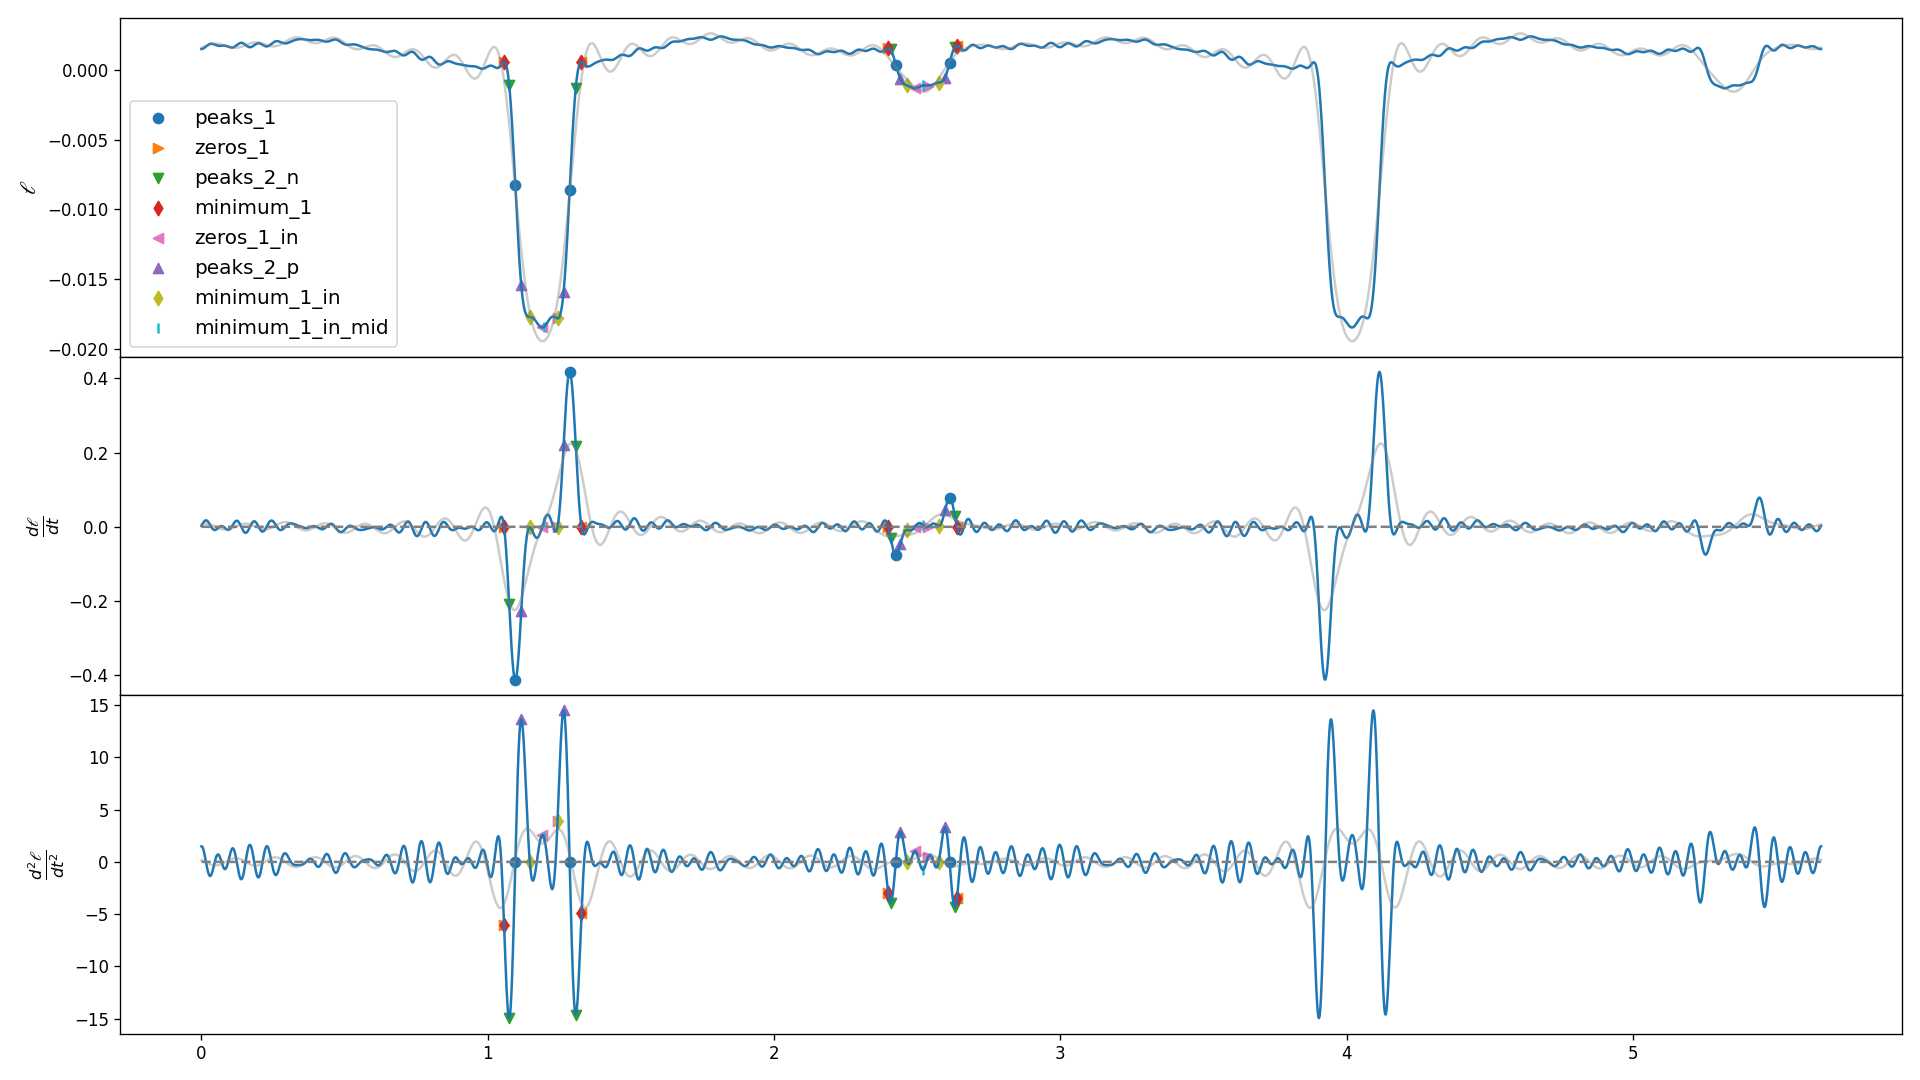 0.000
−0.005
−0.010
−0.015
−0.020
ℓ
peaks_1
zeros_1
peaks_2_n
minimum_1
zeros_1_in
peaks_2_p
minimum_1_in
minimum_1_in_mid
0.4
0.2
0.0
−0.2
−0.4
dℓ
dt
15
10
5
0
−5
−10
−15
d²ℓ
dt²
0 1 2 3 4 5